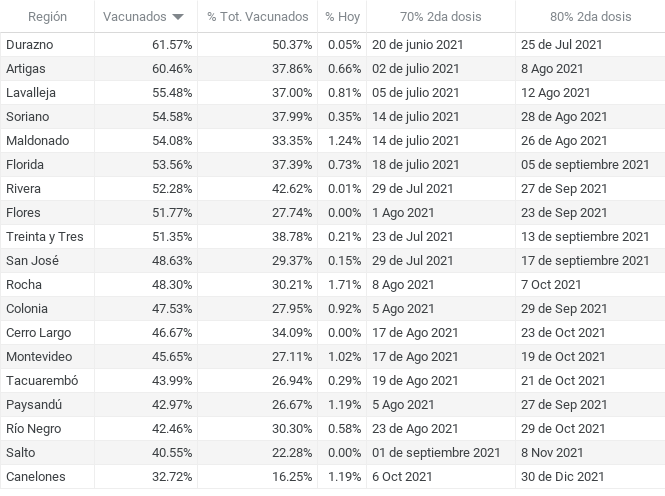 Región Vacunados % Tot. Vacunados % Hoy 70% 2da dosis 80% 2da dosis
Durazno 61.57% 50.37% 0.05% 20 de junio 2021 25 de Jul 2021
Artigas 60.46% 37.86% 0.66% 02 de julio 2021 8 Ago 2021
Lavalleja 55.48% 37.00% 0.81% 05 de julio 2021 12 Ago 2021
Soriano 54.58% 37.99% 0.35% 14 de julio 2021 28 de Ago 2021
Maldonado 54.08% 33.35% 1.24% 14 de julio 2021 26 de Ago 2021
Florida 53.56% 37.39% 0.73% 18 de julio 2021 05 de septiembre 2021
Rivera 52.28% 42.62% 0.01% 29 de Jul 2021 27 de Sep 2021
Flores 51.77% 27.74% 0.00% 1 Ago 2021 23 de Sep 2021
Treinta y Tres 51.35% 38.78% 0.21% 23 de Jul 2021 13 de septiembre 2021
San José 48.63% 29.37% 0.15% 29 de Jul 2021 17 de septiembre 2021
Rocha 48.30% 30.21% 1.71% 8 Ago 2021 7 Oct 2021
Colonia 47.53% 27.95% 0.92% 5 Ago 2021 29 de Sep 2021
Cerro Largo 46.67% 34.09% 0.00% 17 de Ago 2021 23 de Oct 2021
Montevideo 45.65% 27.11% 1.02% 17 de Ago 2021 19 de Oct 2021
Tacuarembó 43.99% 26.94% 0.29% 19 de Ago 2021 21 de Oct 2021
Paysandú 42.97% 26.67% 1.19% 5 Ago 2021 27 de Sep 2021
Río Negro 42.46% 30.30% 0.58% 23 de Ago 2021 29 de Oct 2021
Salto 40.55% 22.28% 0.00% 01 de septiembre 2021 8 Nov 2021
Canelones 32.72% 16.25% 1.19% 6 Oct 2021 30 de Dic 2021